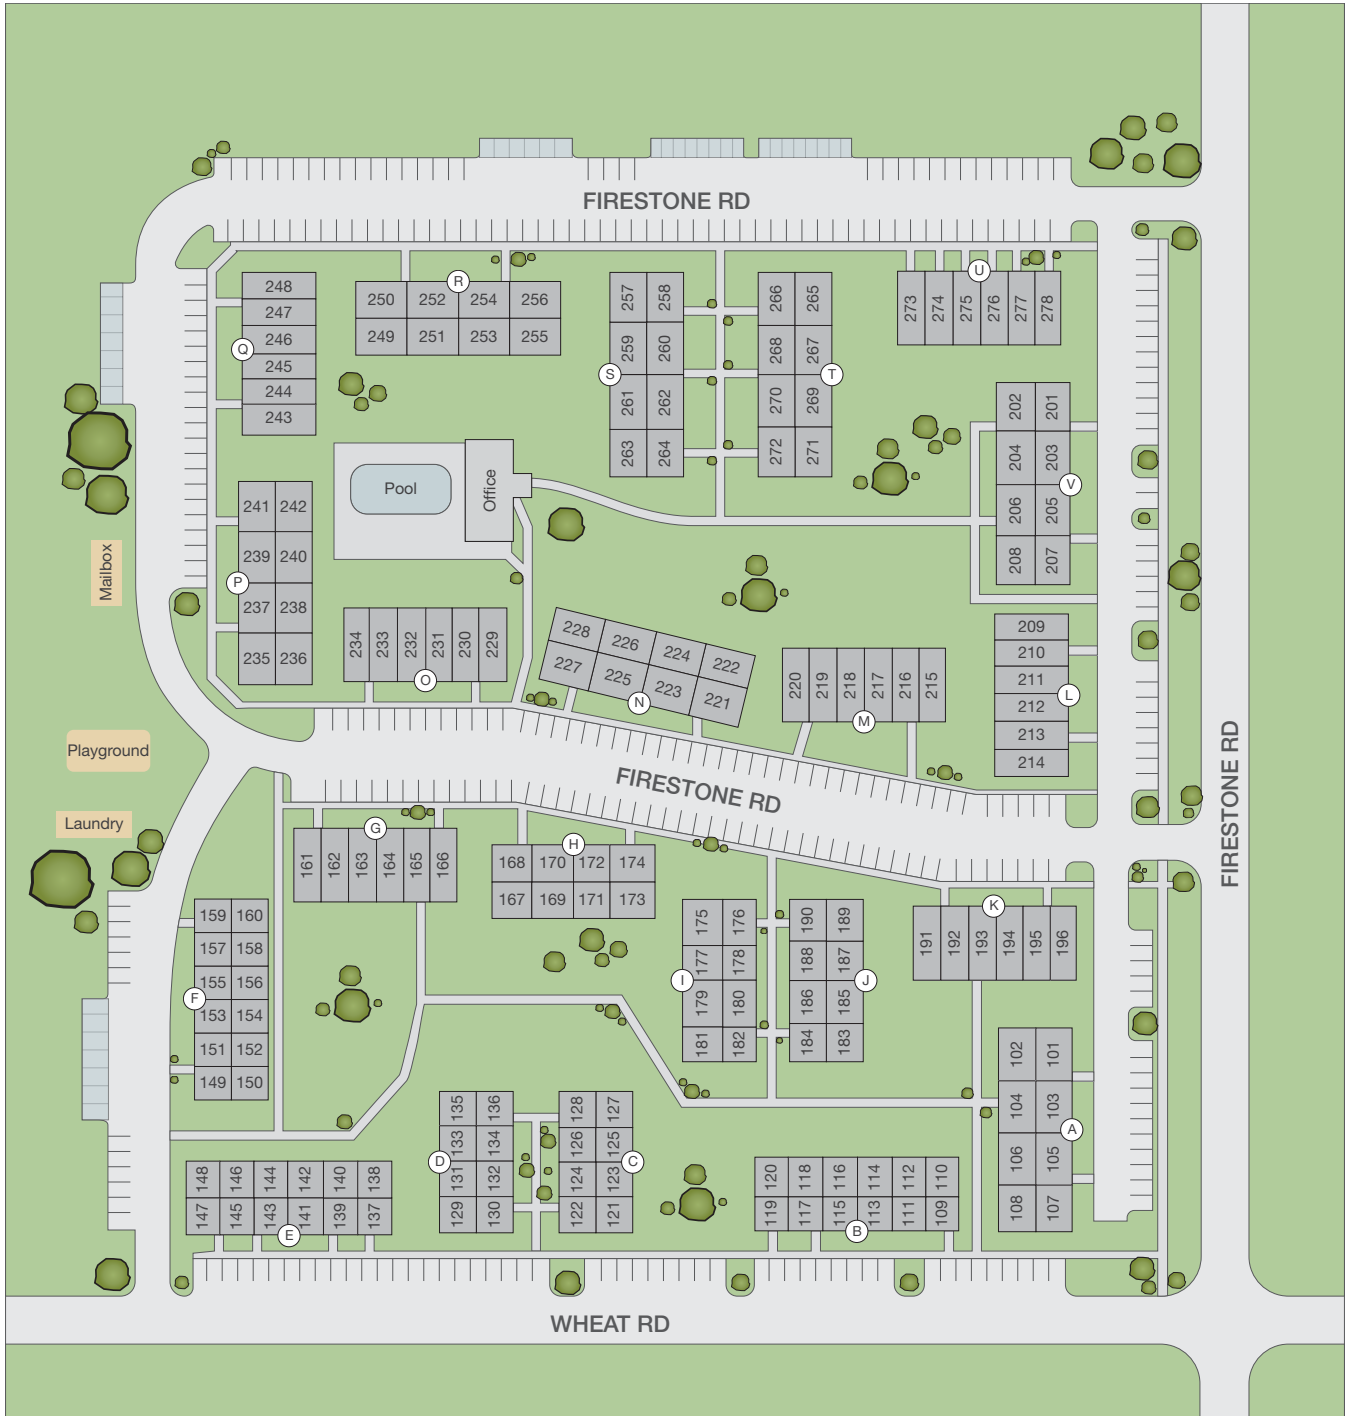 FIRESTONE RD
R
U
248
247
246
245
244
243
Q
250 252 254 256
249 251 253 255
257 258
259 260
261 262
263 264
S
266 265
268 267
270 269
272 271
T
273 274 275 276 277 278
202 201
204 203
206 205
208 207
V
Pool
Office
241 242
239 240
237 238
235 236
P
Mailbox
234 233 232 231 230 229
O
228 226 224 222
227 225 223 221
N
220 219 218 217 216 215
M
209
210
211
212
213
214
L
Playground
FIRESTONE RD
FIRESTONE RD
Laundry
G
161 162 163 164 165 166
H
168 170 172 174
167 169 171 173
175 176
177 178
179 180
181 182
I
190 189
188 187
186 185
184 183
J
K
191 192 193 194 195 196
159 160
157 158
155 156
153 154
151 152
149 150
F
102 101
104 103
106 105
108 107
A
135 136
133 134
131 132
129 130
D
128 127
126 125
124 123
122 121
C
148 146 144 142 140 138
147 145 143 141 139 137
E
120 118 116 114 112 110
119 117 115 113 111 109
B
WHEAT RD